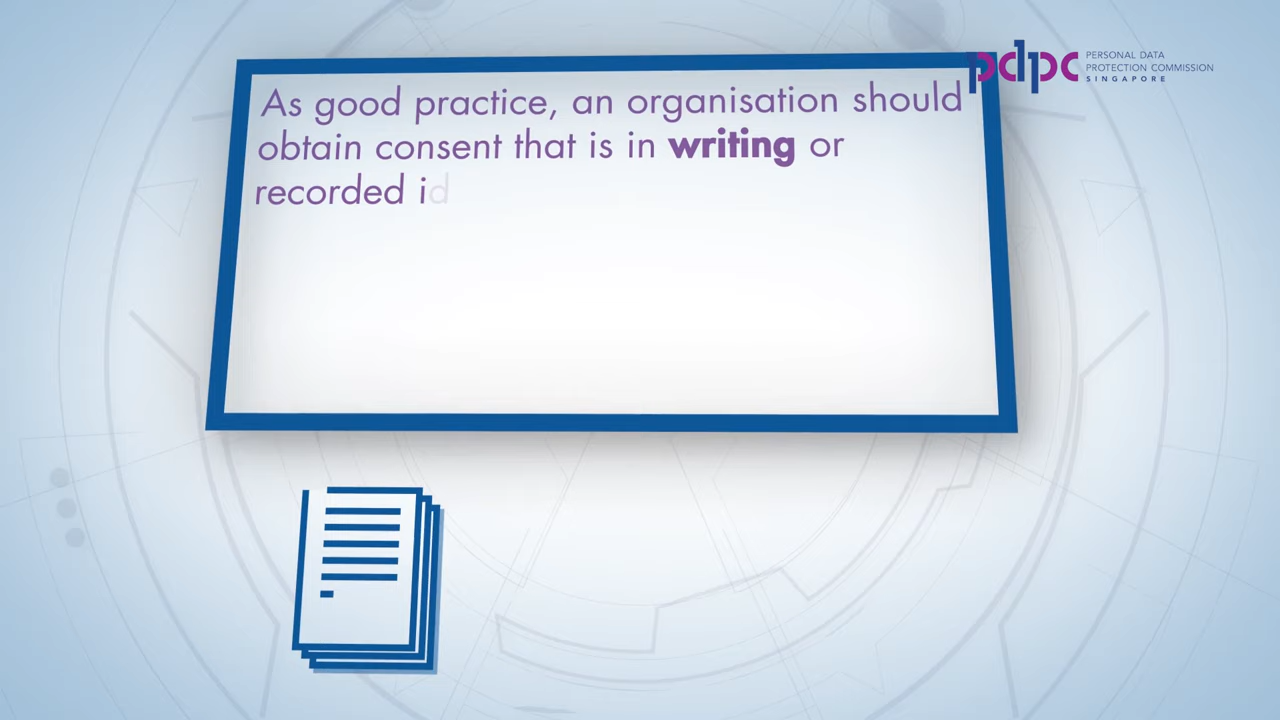 As good practice, an organisation should
obtain consent that is in writing or
recorded id
pdpc
PERSONAL DATA
PROTECTION COMMISSION
SINGAPORE